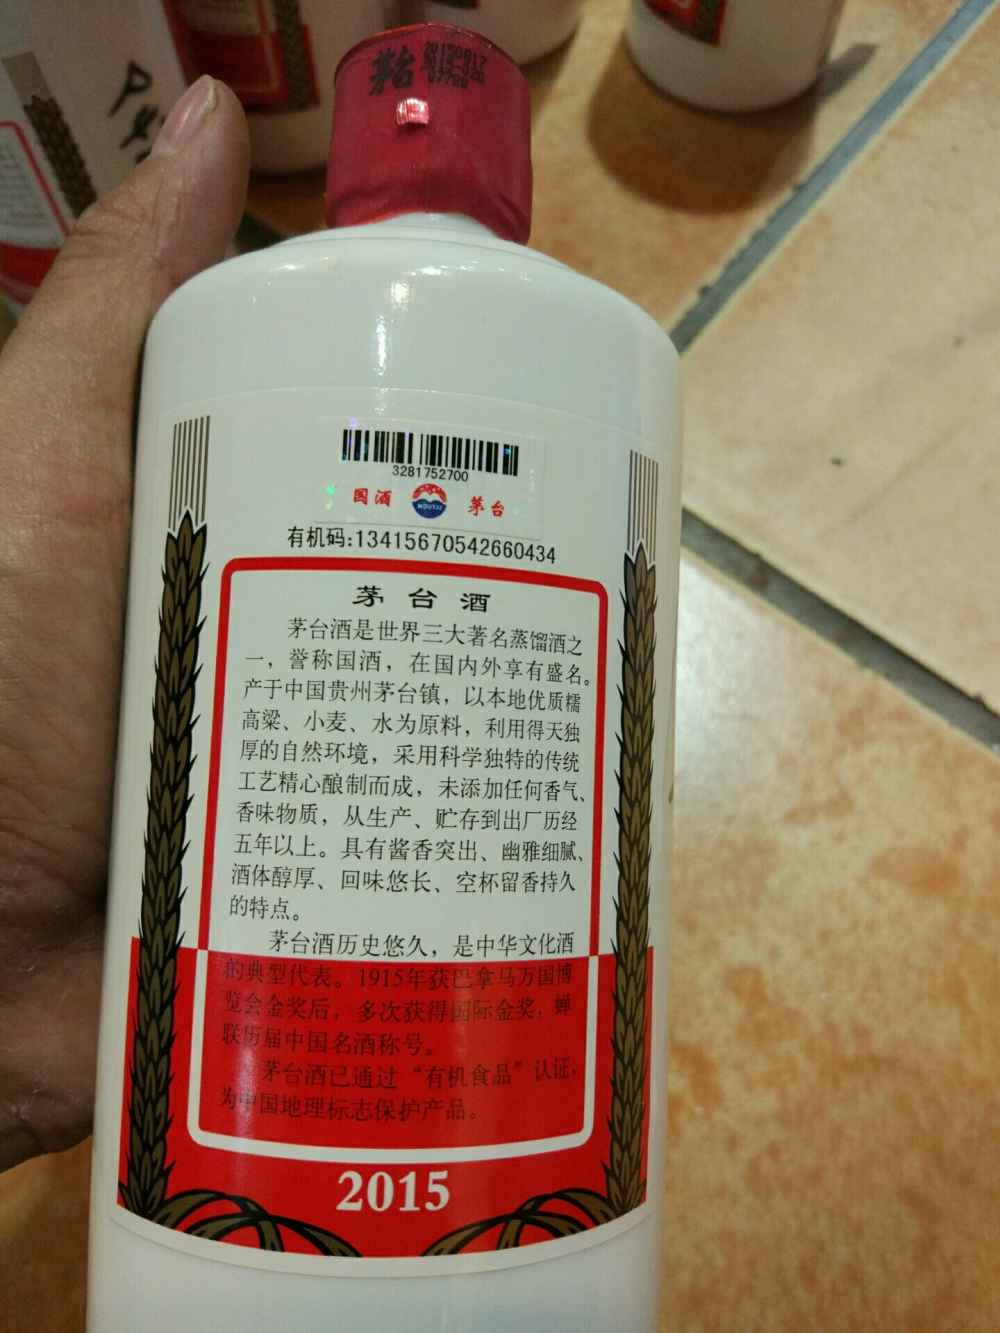 茅台
3281752700
国酒
MOUTAI
茅台
有机码:13415670542660434
茅台酒
茅台酒是世界三大著名蒸馏酒之
一，誉称国酒，在国内外享有盛名。
产于中国贵州茅台镇，以本地优质糯
高粱、小麦、水为原料，利用得天独
厚的自然环境，采用科学独特的传统
工艺精心酿制而成，未添加任何香气、
香味物质，从生产、贮存到出厂历经
五年以上。具有酱香突出、幽雅细腻、
酒体醇厚、回味悠长、空杯留香持久
的特点。
茅台酒历史悠久，是中华文化酒
的典型代表。1915年获巴拿马万国博
览会金奖后，多次获得国际金奖，蝉
联历届中国名酒称号。
茅台酒已通过“有机食品”认证，
为中国地理标志保护产品。
2015